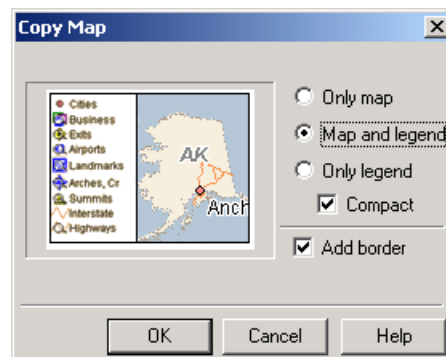 Copy Map
Cities
Business
Exits
Airports
Landmarks
Arches, Cr
Summits
Interstate
Highways
AK
Anch
Only map
Map and legend
Only legend
Compact
Add border
OK
Cancel
Help